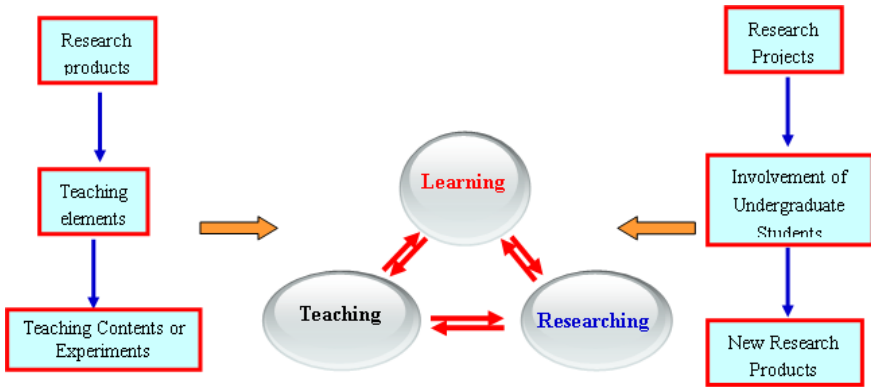 Research
products
Teaching
elements
Teaching Contents or
Experiments
Learning
Teaching
Researching
Research
Projects
Involvement of
Undergraduate
Students
New Research
Products